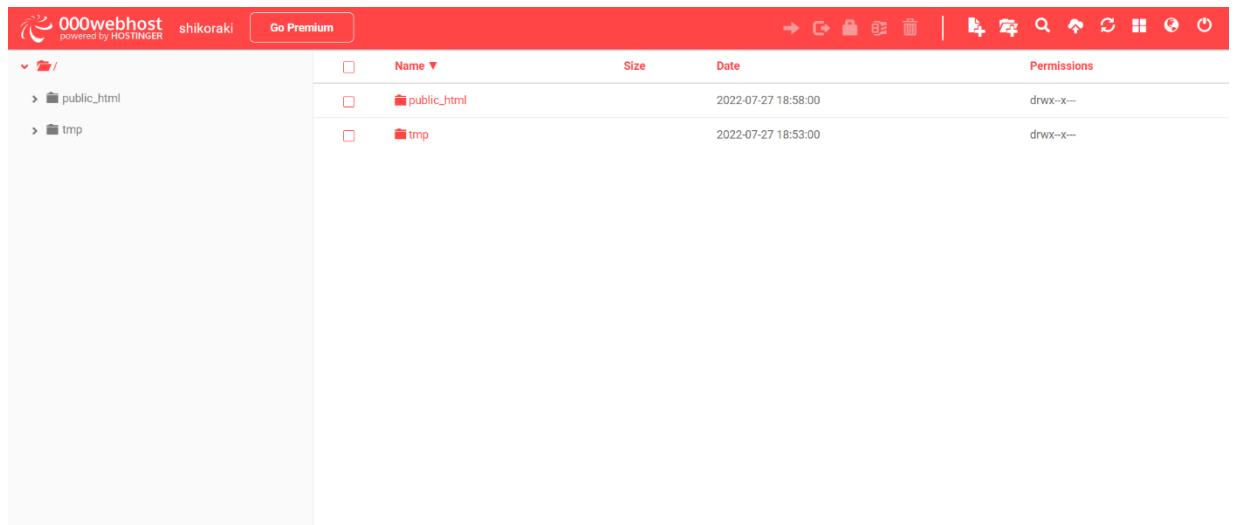 000webhost
powered by HOSTINGER
shikoraki
Go Premium
/
public_html
tmp
Name ▼ Size Date Permissions
public_html 2022-07-27 18:58:00 drwx--x---
tmp 2022-07-27 18:53:00 drwx--x---